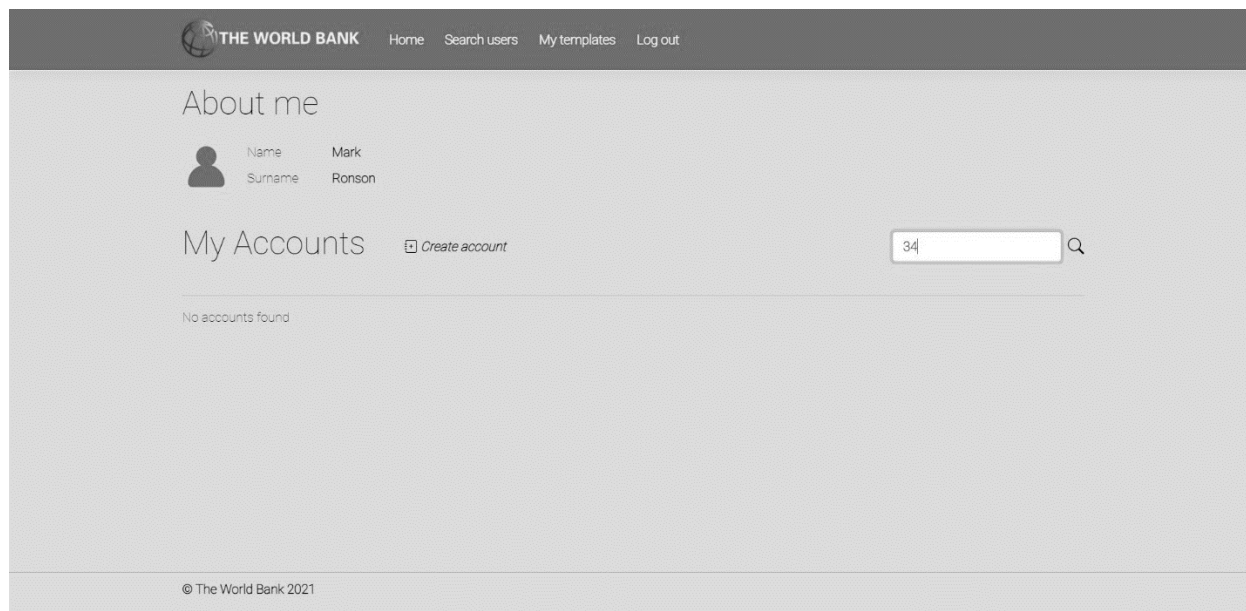 THE WORLD BANK Home Search users My templates Log out
About me
Name Mark
Surname Ronson
My Accounts Create account 34
No accounts found
© The World Bank 2021